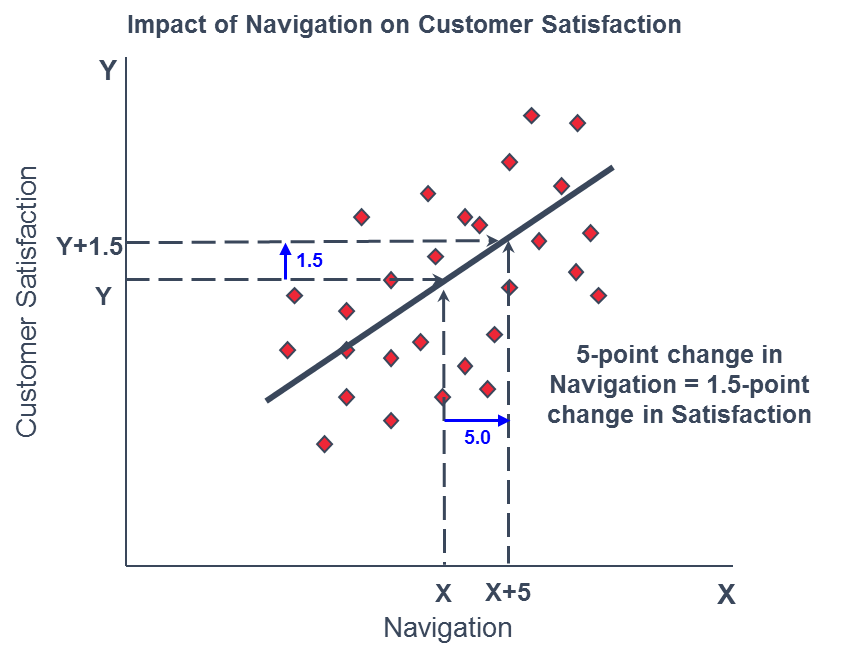 Impact of Navigation on Customer Satisfaction
Y
Customer Satisfaction
Y+1.5
1.5
Y
5-point change in
Navigation = 1.5-point
change in Satisfaction
5.0
X
X+5
X
Navigation